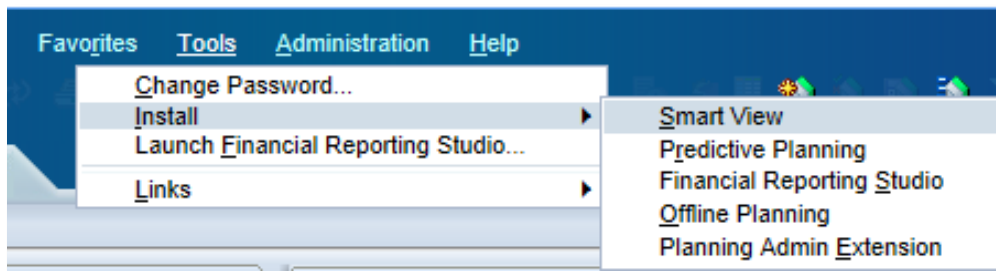 Favorites Tools Administration Help
Change Password...
Install
Launch Financial Reporting Studio...
Links
Smart View
Predictive Planning
Financial Reporting Studio
Offline Planning
Planning Admin Extension